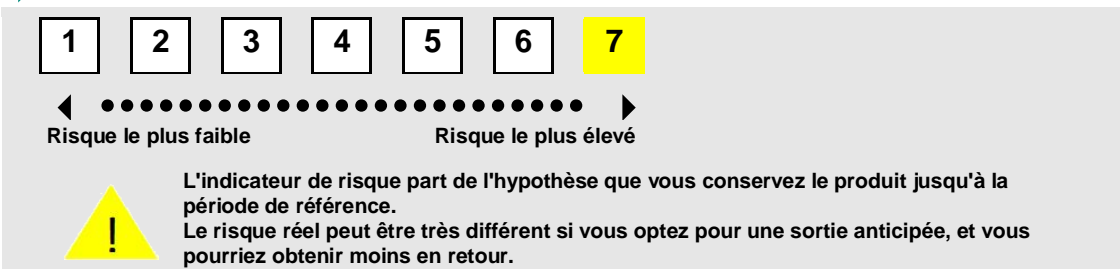 1 2 3 4 5 6 7
Risque le plus faible Risque le plus élevé
!
L'indicateur de risque part de l'hypothèse que vous conservez le produit jusqu'à la
période de référence.
Le risque réel peut être très différent si vous optez pour une sortie anticipée, et vous
pourriez obtenir moins en retour.